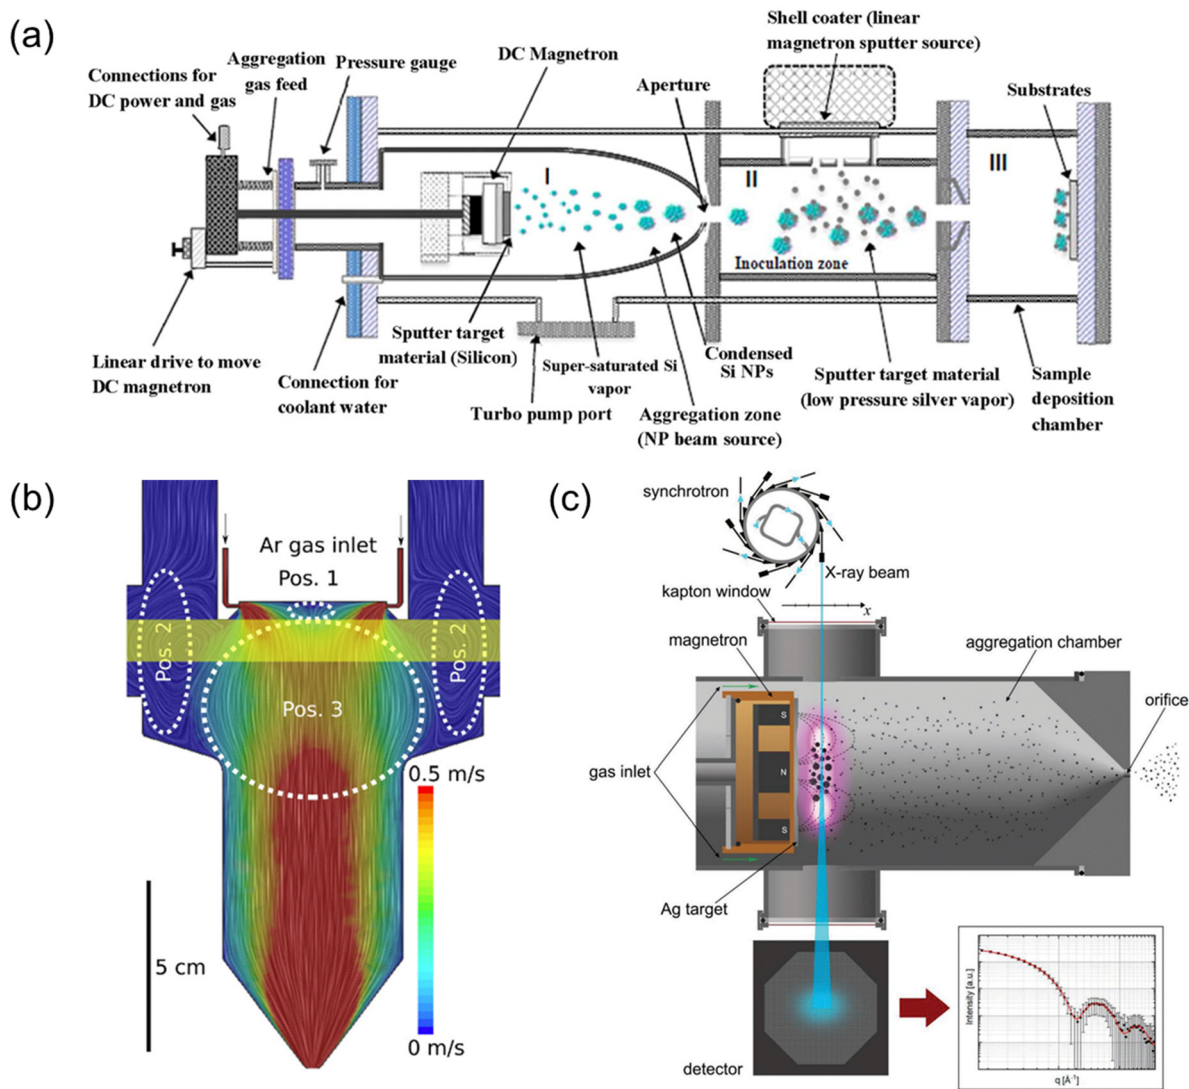 (a)
Connections for
DC power and gas
Aggregation
gas feed
Pressure gauge
DC Magnetron
Aperture
Shell coater (linear
magnetron sputter source)
Substrates
I
II
III
Inoculation zone
Linear drive to move
DC magnetron
Connection for
coolant water
Sputter target
material (Silicon)
Turbo pump port
Super-saturated Si
vapor
Aggregation zone
(NP beam source)
Condensed
Si NPs
Sputter target material
(low pressure silver vapor)
Sample
deposition
chamber
(b)
Ar gas inlet
Pos. 1
Pos. 2
Pos. 2
Pos. 3
0.5 m/s
0 m/s
5 cm
(c)
synchrotron
X-ray beam
kapton window
x
magnetron
aggregation chamber
orifice
gas inlet
S
N
S
Ag target
detector
Intensity [a.u.]
q [Å⁻¹]